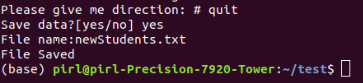 Please give me direction: # quit
Save data?[yes/no] yes
File name:newStudents.txt
File Saved
(base) pirl@pirl-Precision-7920-Tower:~/test$